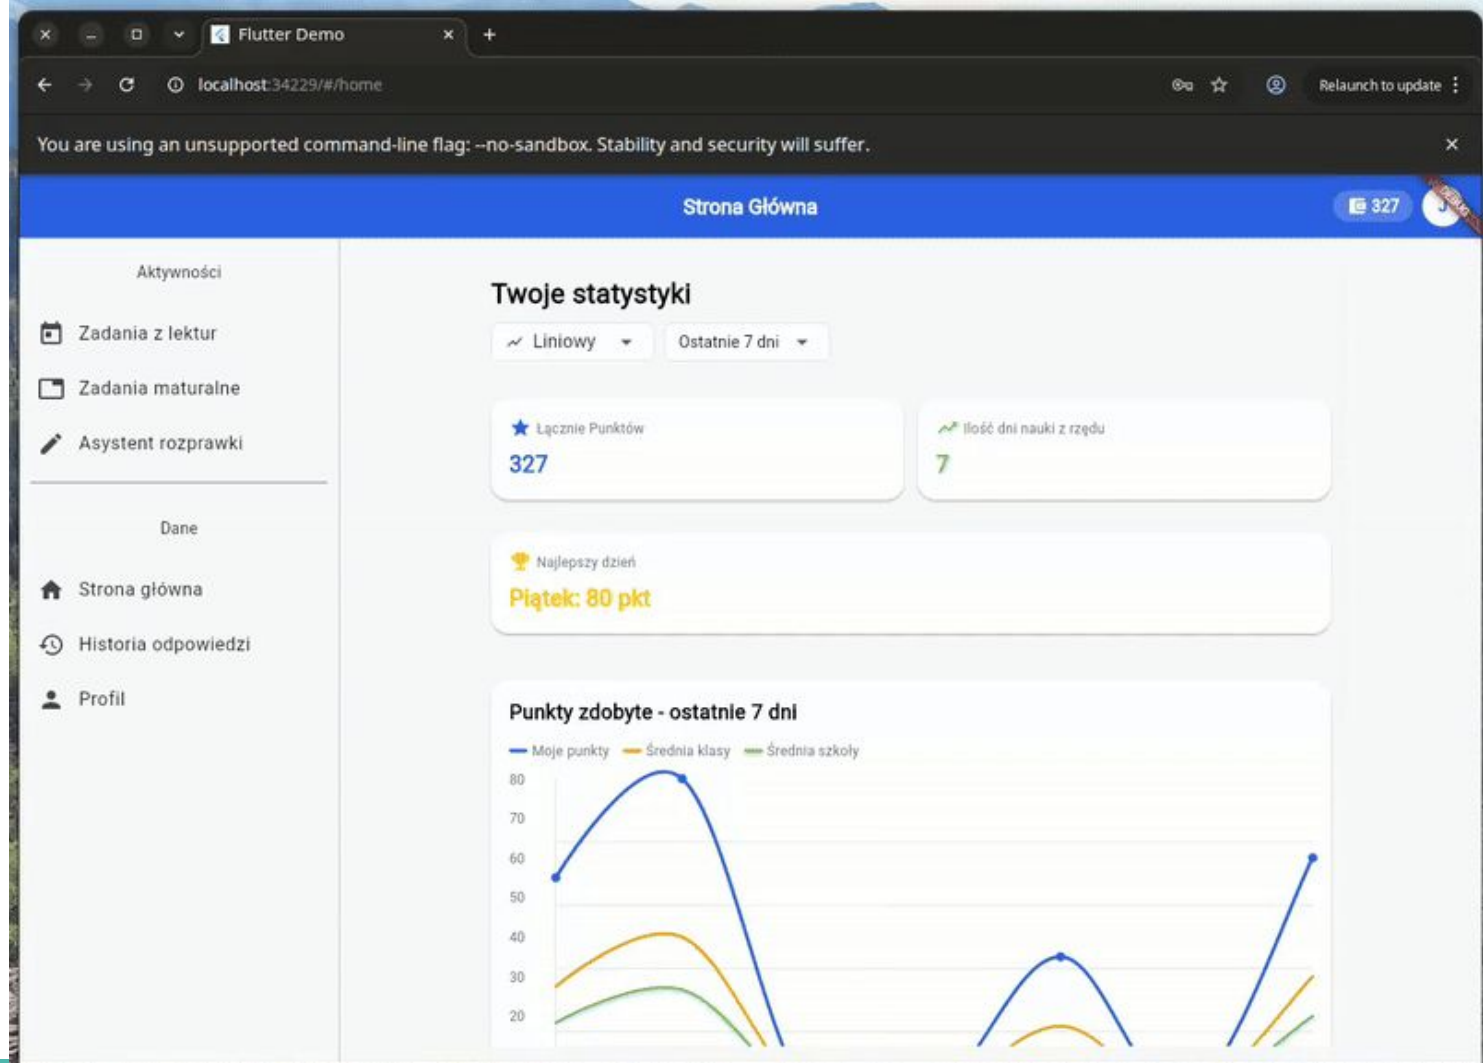 Flutter Demo
localhost:34229/#/home
Relaunch to update
You are using an unsupported command-line flag: --no-sandbox. Stability and security will suffer.
Strona Główna
327
Aktywności
Zadania z lektur
Zadania maturalne
Asystent rozprawki
Dane
Strona główna
Historia odpowiedzi
Profil
Twoje statystyki
Liniowy
Ostatnie 7 dni
Łącznie Punktów
327
Ilość dni nauki z rzędu
7
Najlepszy dzień
Piątek: 80 pkt
Punkty zdobyte - ostatnie 7 dni
Moje punkty
Średnia klasy
Średnia szkoły
80
70
60
50
40
30
20